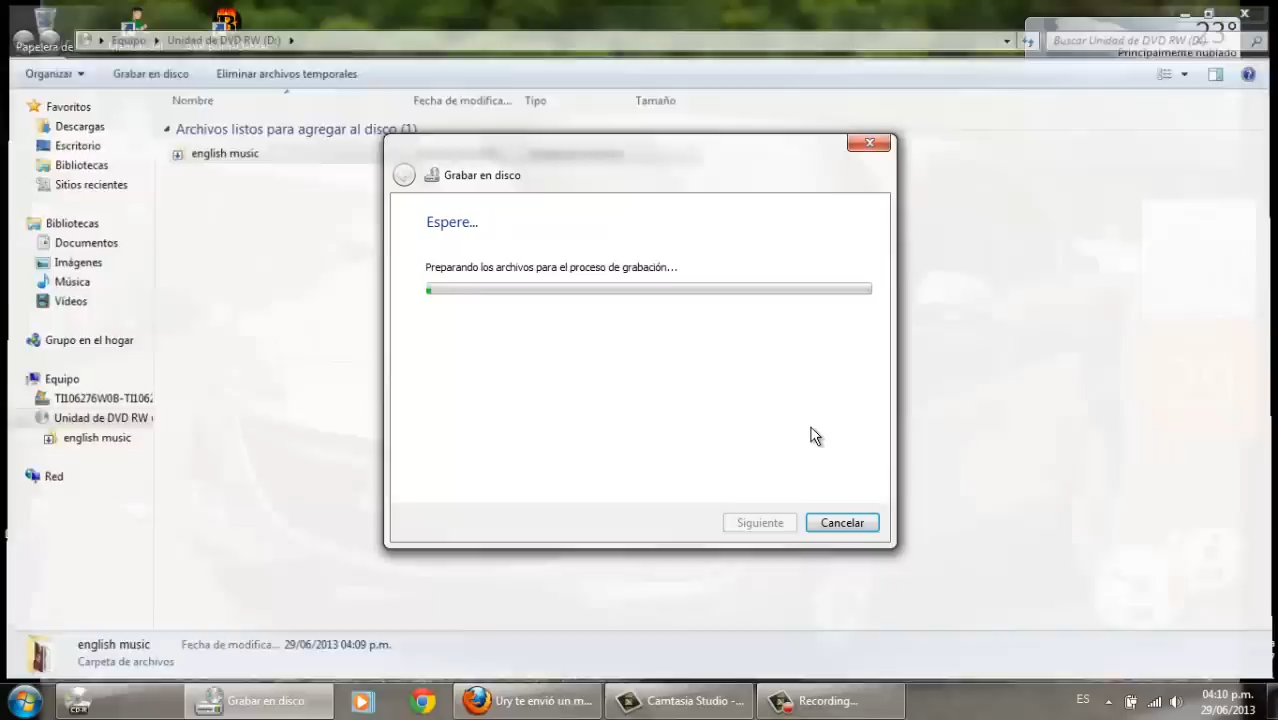 23°
Papelera de
Equipo
Unidad de DVD RW (D:)
Buscar Unidad de DVD RW (D:)
Principalmente nublado
Organizar
Grabar en disco
Eliminar archivos temporales
Nombre
Fecha de modifica...
Tipo
Tamaño
Favoritos
Descargas
Escritorio
Bibliotecas
Sitios recientes
Bibliotecas
Documentos
Imágenes
Música
Vídeos
Grupo en el hogar
Equipo
TI106276W0B-TI1062
Unidad de DVD RW
english music
Red
Archivos listos para agregar al disco (1)
english music
Grabar en disco
Espere...
Preparando los archivos para el proceso de grabación...
Siguiente
Cancelar
english music
Fecha de modifica... 29/06/2013 04:09 p.m.
Carpeta de archivos
CD-R
Grabar en disco
Ury te envió un m...
Camtasia Studio -...
Recording...
ES
04:10 p.m.
29/06/2013